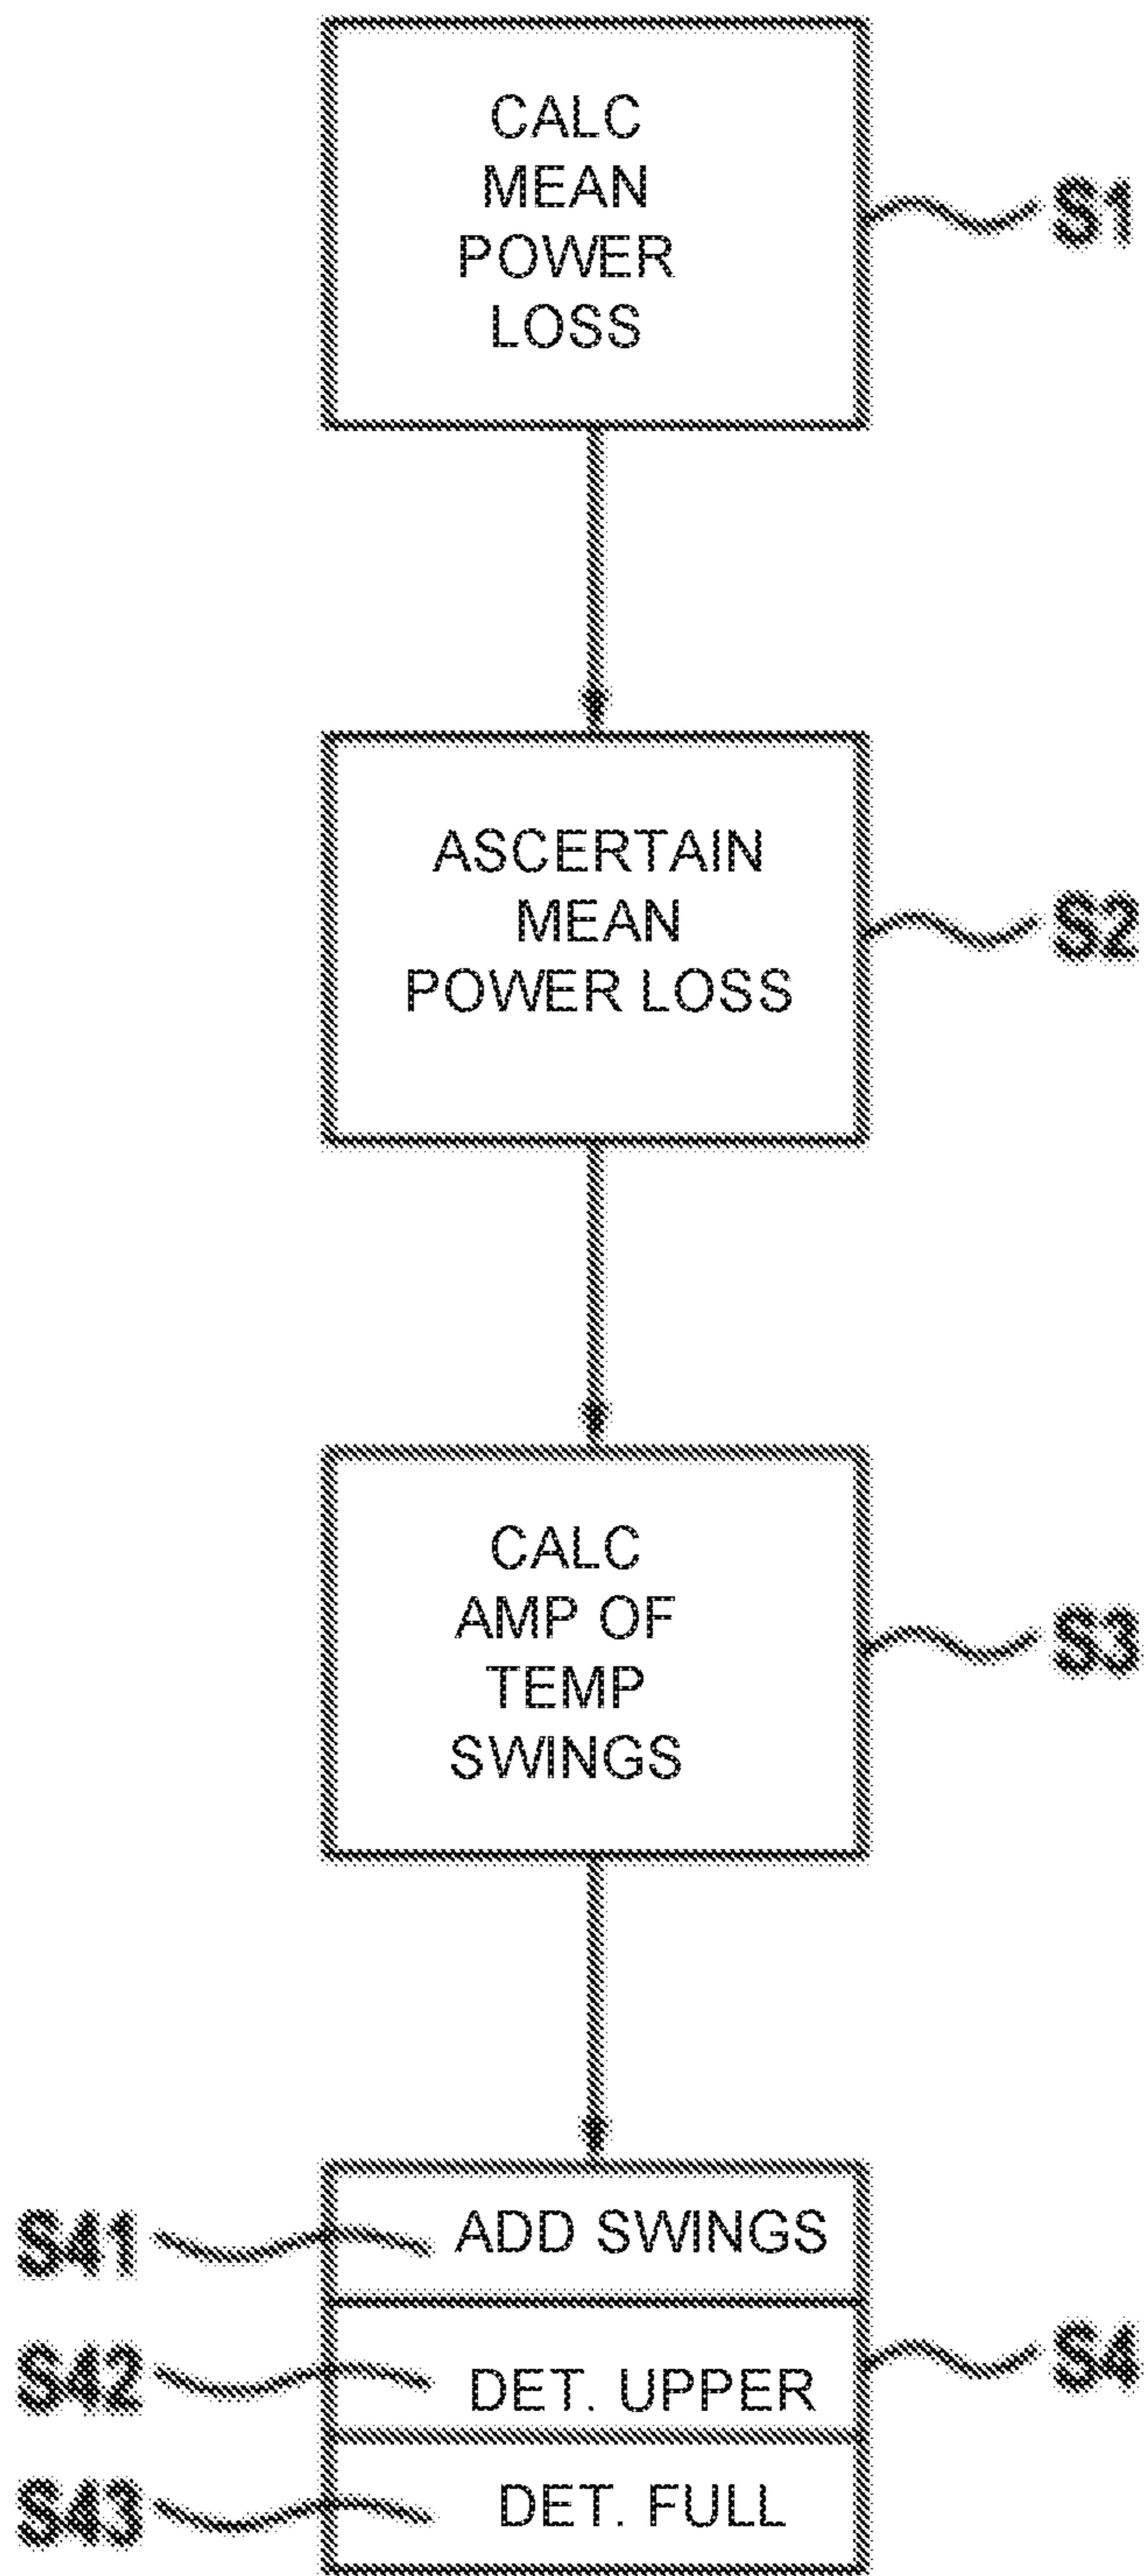 CALC
MEAN
POWER
LOSS
S1
ASCERTAIN
MEAN
POWER LOSS
S2
CALC
AMP OF
TEMP
SWINGS
S3
S41
ADD SWINGS
S42
DET. UPPER
S4
S43
DET. FULL